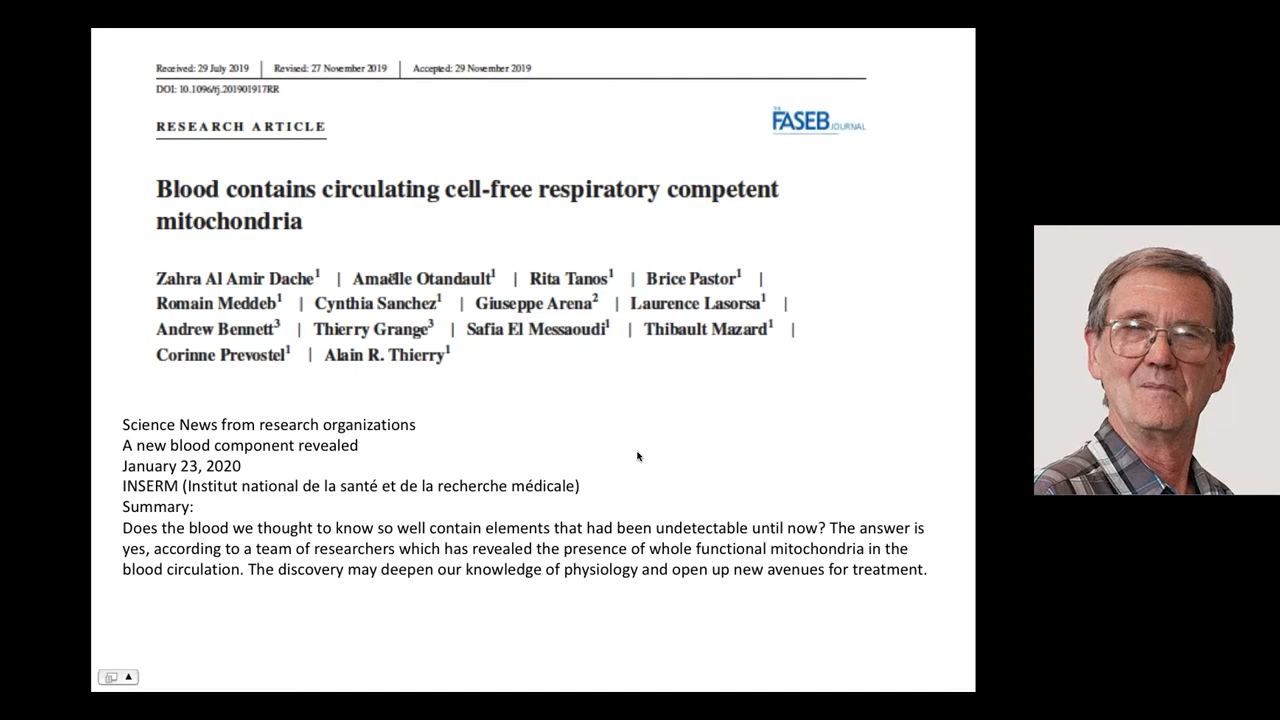 Received: 29 July 2019 | Revised: 27 November 2019 | Accepted: 29 November 2019
DOI: 10.1096/fj.201901917RR
RESEARCH ARTICLE
THE FASEB JOURNAL
Blood contains circulating cell-free respiratory competent
mitochondria
Zahra Al Amir Dache¹ | Amaëlle Otandault¹ | Rita Tanos¹ | Brice Pastor¹ |
Romain Meddeb¹ | Cynthia Sanchez¹ | Giuseppe Arena² | Laurence Lasorsa¹ |
Andrew Bennett³ | Thierry Grange³ | Safia El Messaoudi¹ | Thibault Mazard¹ |
Corinne Prevostel¹ | Alain R. Thierry¹
Science News from research organizations
A new blood component revealed
January 23, 2020
INSERM (Institut national de la santé et de la recherche médicale)
Summary:
Does the blood we thought to know so well contain elements that had been undetectable until now? The answer is
yes, according to a team of researchers which has revealed the presence of whole functional mitochondria in the
blood circulation. The discovery may deepen our knowledge of physiology and open up new avenues for treatment.